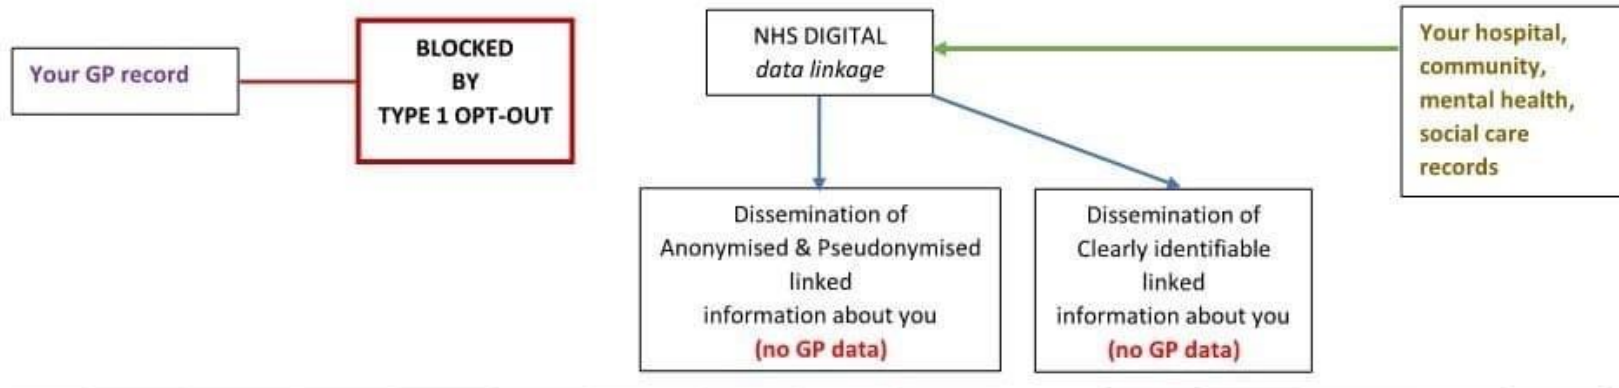 Your GP record
BLOCKED
BY
TYPE 1 OPT-OUT
NHS DIGITAL
data linkage
Your hospital,
community,
mental health,
social care
records
Dissemination of
Anonymised & Pseudonymised
linked
information about you
(no GP data)
Dissemination of
Clearly identifiable
linked
information about you
(no GP data)